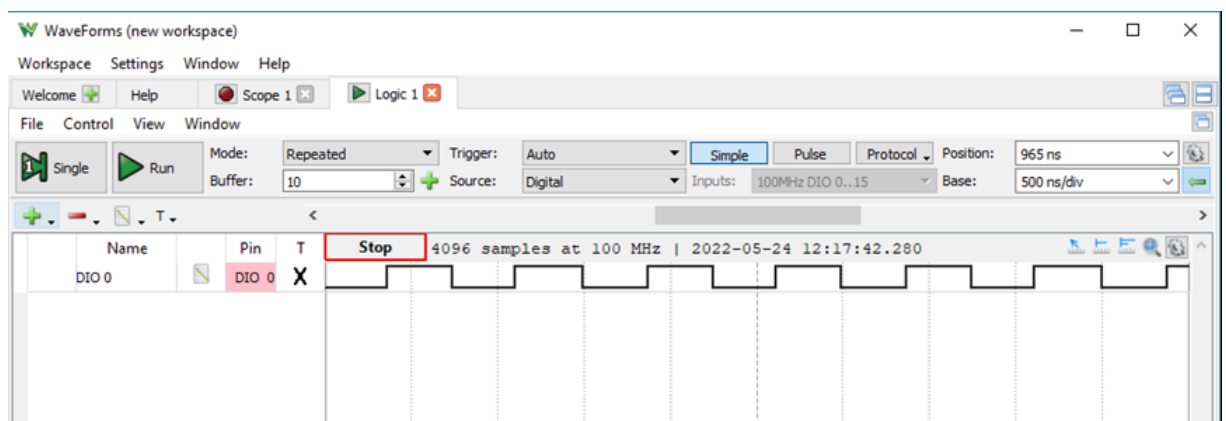 WaveForms (new workspace)
Workspace Settings Window Help
Welcome Help Scope 1 Logic 1
File Control View Window
Single Run Mode: Repeated Trigger: Auto Simple Pulse Protocol Position: 965 ns
Buffer: 10 Source: Digital Inputs: 100MHz DIO 0..15 Base: 500 ns/div
T
Name Pin T Stop 4096 samples at 100 MHz | 2022-05-24 12:17:42.280
DIO 0 DIO 0 X